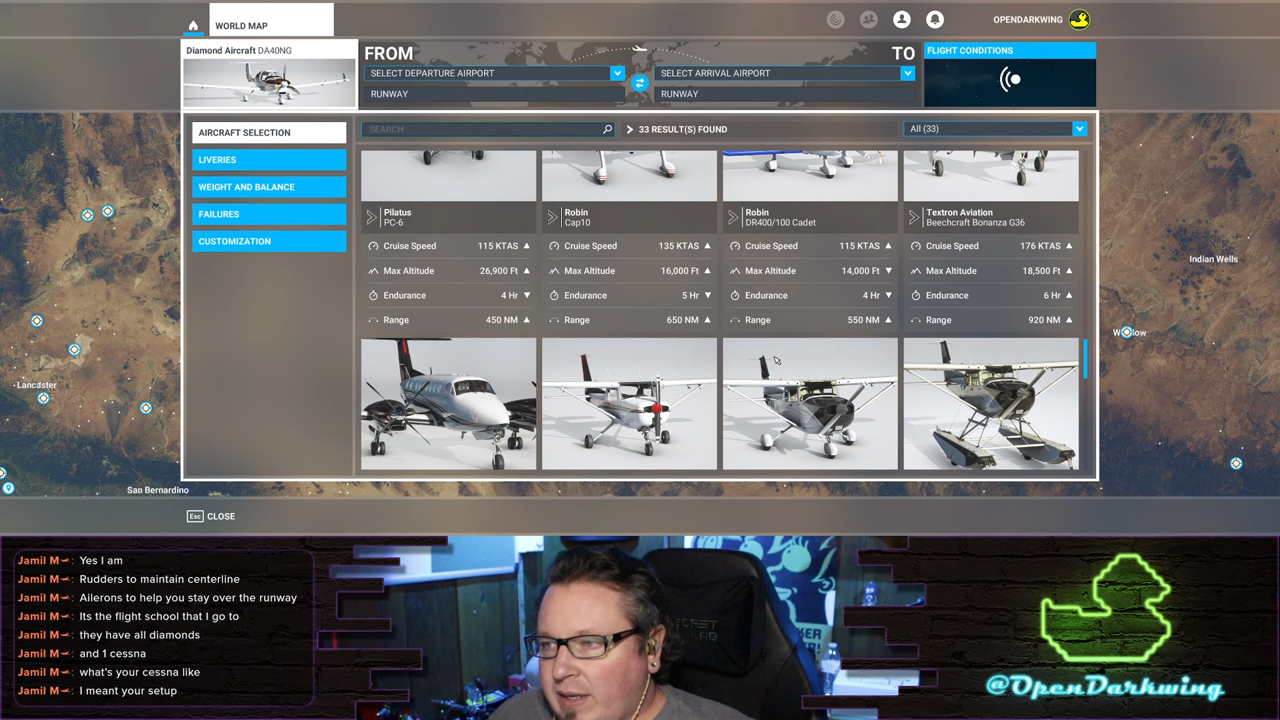 WORLD MAP
OPENDARKWING
Diamond Aircraft DA40NG
FROM
TO
SELECT DEPARTURE AIRPORT
SELECT ARRIVAL AIRPORT
RUNWAY
RUNWAY
FLIGHT CONDITIONS
AIRCRAFT SELECTION
LIVERIES
WEIGHT AND BALANCE
FAILURES
CUSTOMIZATION
SEARCH
33 RESULT(S) FOUND
All (33)
Pilatus
PC-6
Cruise Speed 115 KTAS ▲
Max Altitude 26,900 Ft ▲
Endurance 4 Hr ▼
Range 450 NM ▲
Robin
Cap10
Cruise Speed 135 KTAS ▲
Max Altitude 16,000 Ft ▲
Endurance 5 Hr ▼
Range 650 NM ▲
Robin
DR400/100 Cadet
Cruise Speed 115 KTAS ▲
Max Altitude 14,000 Ft ▼
Endurance 4 Hr ▼
Range 550 NM ▲
Textron Aviation
Beechcraft Bonanza G36
Cruise Speed 176 KTAS ▲
Max Altitude 18,500 Ft ▲
Endurance 6 Hr ▲
Range 920 NM ▲
Indian Wells
Lancaster
San Bernardino
Esc CLOSE
Jamil M: Yes I am
Jamil M: Rudders to maintain centerline
Jamil M: Ailerons to help you stay over the runway
Jamil M: Its the flight school that I go to
Jamil M: they have all diamonds
Jamil M: and 1 cessna
Jamil M: what's your cessna like
Jamil M: I meant your setup
@OpenDarkwing